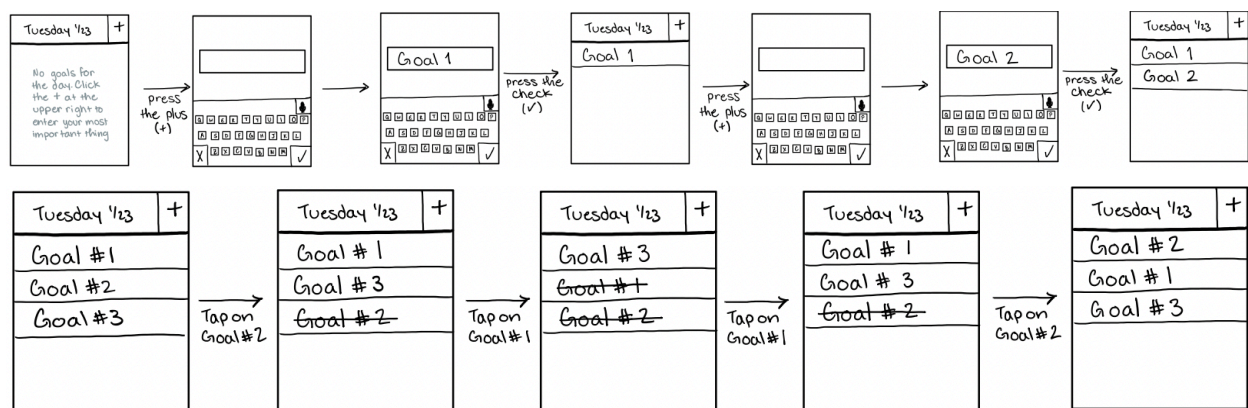 Tuesday 1/23 +
No goals for
the day. Click
the + at the
upper right to
enter your most
important thing
press
the plus
(+)
Q W E R T Y U I O P
A S D F G H J K L
X Z X C V B N M ✓
Goal 1
Q W E R T Y U I O P
A S D F G H J K L
X Z X C V B N M ✓
press the
check
(✓)
Tuesday 1/23 +
Goal 1
press
the plus
(+)
Q W E R T Y U I O P
A S D F G H J K L
X Z X C V B N M ✓
Goal 2
Q W E R T Y U I O P
A S D F G H J K L
X Z X C V B N M ✓
press the
check
(✓)
Tuesday 1/23 +
Goal 1
Goal 2
Tuesday 1/23 +
Goal #1
Goal #2
Goal #3
Tap on
Goal #2
Tuesday 1/23 +
Goal #1
Goal #3
Goal #2
Tap on
Goal #1
Tuesday 1/23 +
Goal #3
Goal #1
Goal #2
Tap on
Goal #1
Tuesday 1/23 +
Goal #1
Goal #3
Goal #2
Tap on
Goal #2
Tuesday 1/23 +
Goal #2
Goal #1
Goal #3